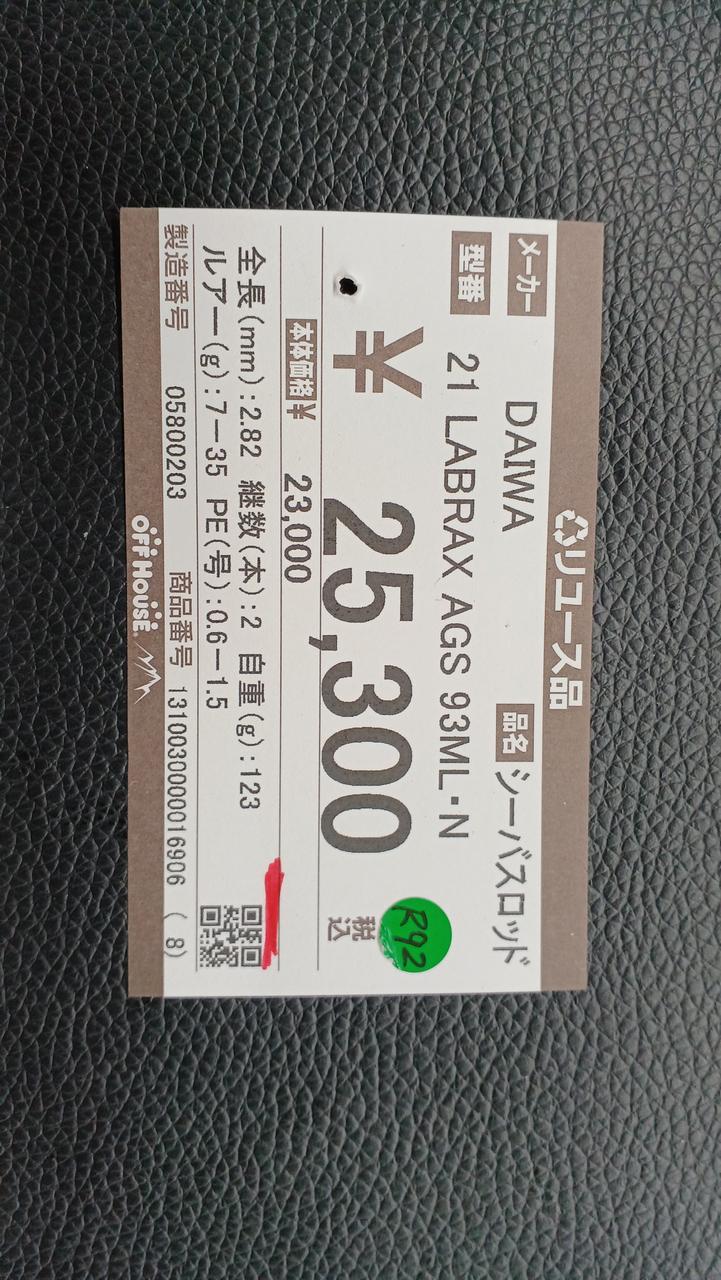 リユース品
メーカー DAIWA 品名 シーバスロッド
型番 21 LABRAX AGS 93ML・N
R92
¥ 25,300 税込
本体価格¥ 23,000
全長(mm):2.82 継数(本):2 自重(g):123
ルアー(g):7－35 PE(号):0.6－1.5
製造番号 05800203 商品番号 1310030000016906 (8)
OFF HOUSE